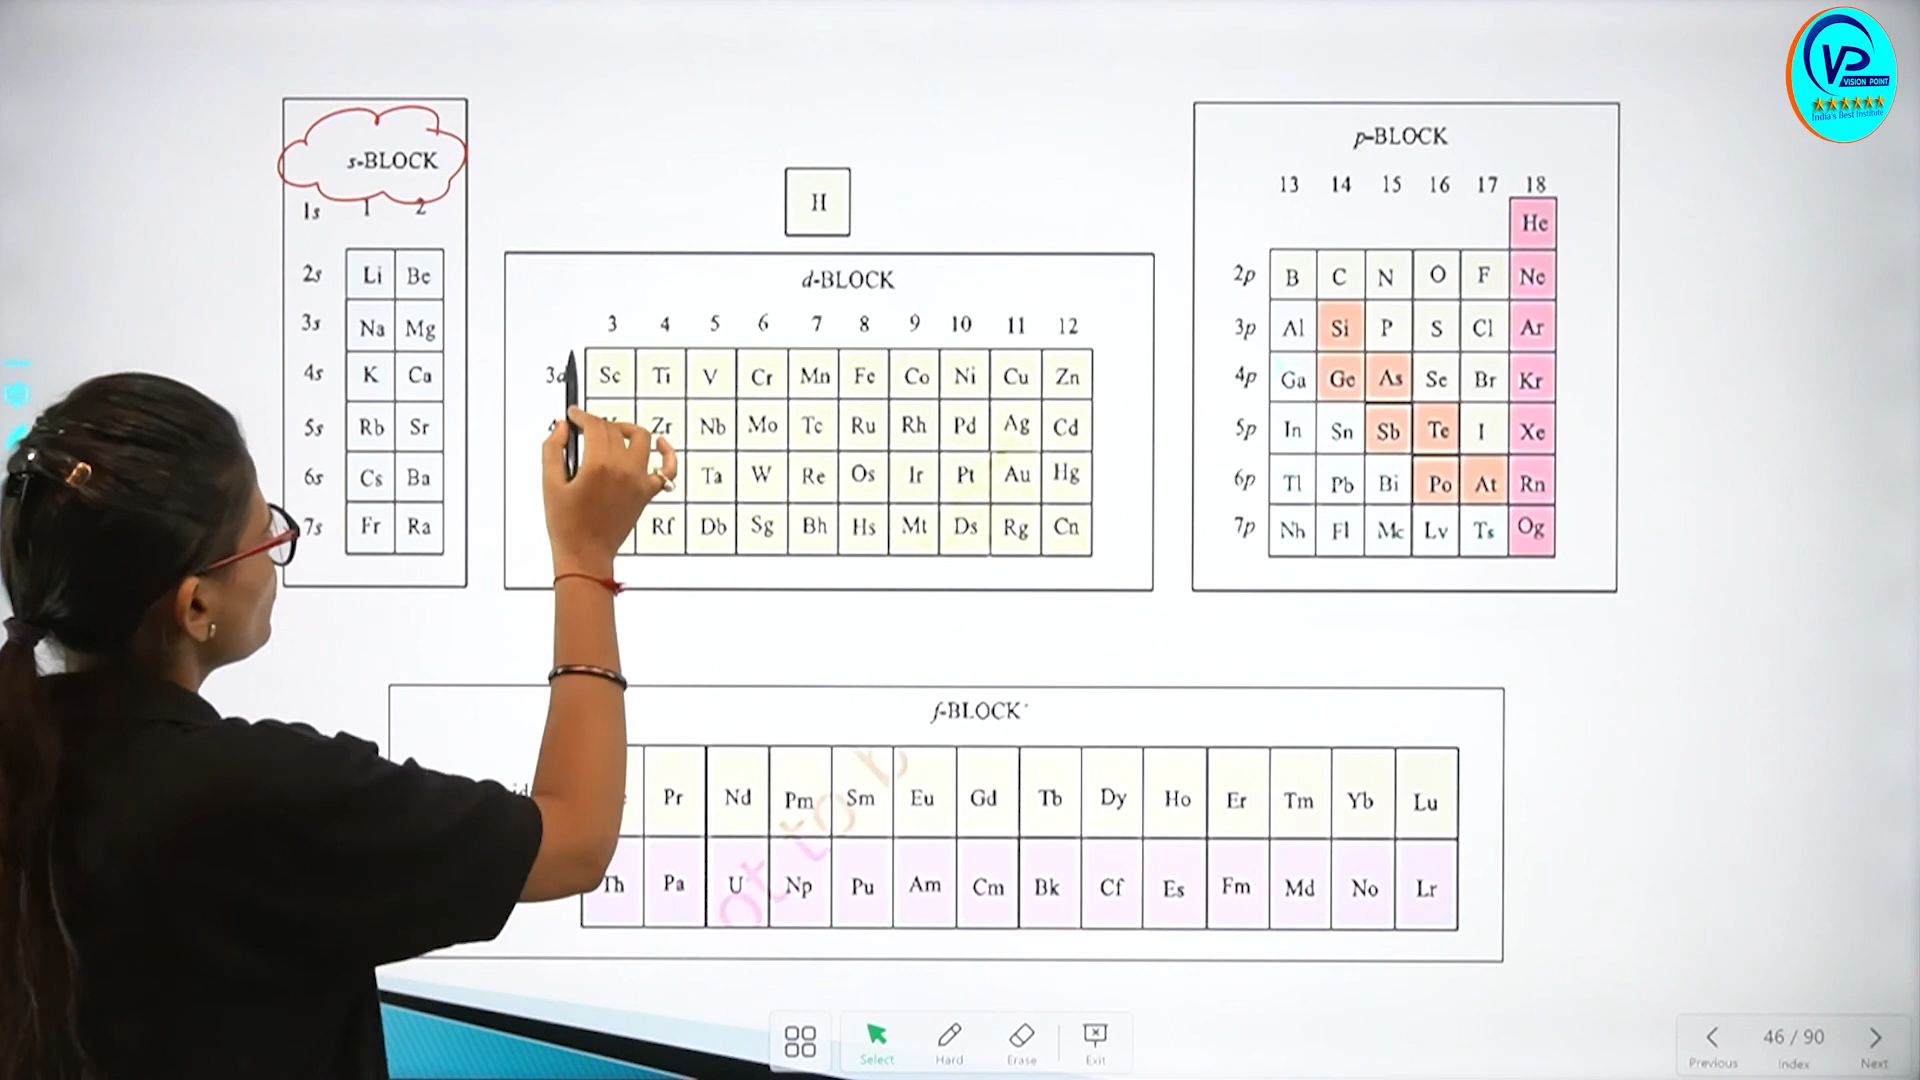 VP
VISION POINT
India's Best Institute
s-BLOCK
1s 1 2
2s Li Be
3s Na Mg
4s K Ca
5s Rb Sr
6s Cs Ba
7s Fr Ra
H
d-BLOCK
3 4 5 6 7 8 9 10 11 12
3d Sc Ti V Cr Mn Fe Co Ni Cu Zn
Zr Nb Mo Tc Ru Rh Pd Ag Cd
Ta W Re Os Ir Pt Au Hg
Rf Db Sg Bh Hs Mt Ds Rg Cn
p-BLOCK
13 14 15 16 17 18
He
2p B C N O F Ne
3p Al Si P S Cl Ar
4p Ga Ge As Se Br Kr
5p In Sn Sb Te I Xe
6p Tl Pb Bi Po At Rn
7p Nh Fl Mc Lv Ts Og
f-BLOCK
Pr Nd Pm Sm Eu Gd Tb Dy Ho Er Tm Yb Lu
Th Pa U Np Pu Am Cm Bk Cf Es Fm Md No Lr
Select Hard Erase Exit
46 / 90
Previous Index Next